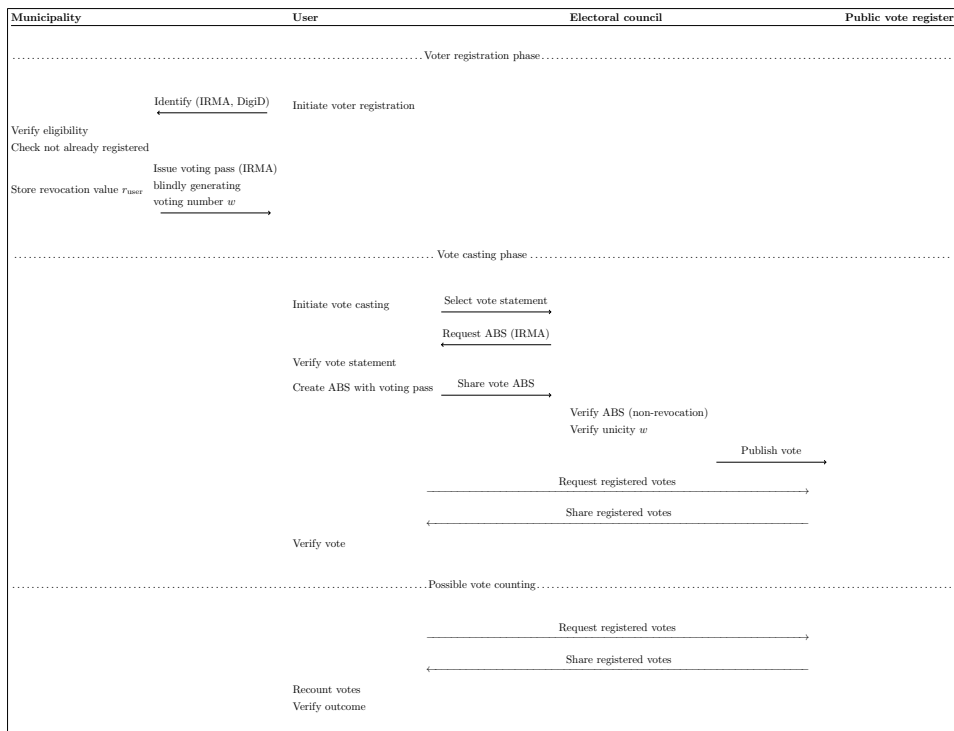 Municipality User Electoral council Public vote register
Voter registration phase
Identify (IRMA, DigiD) Initiate voter registration
Verify eligibility
Check not already registered
Issue voting pass (IRMA)
Store revocation value r_user blindly generating
voting number w
Vote casting phase
Initiate vote casting Select vote statement
Request ABS (IRMA)
Verify vote statement
Create ABS with voting pass Share vote ABS
Verify ABS (non-revocation)
Verify unicity w
Publish vote
Request registered votes
Share registered votes
Verify vote
Possible vote counting
Request registered votes
Share registered votes
Recount votes
Verify outcome